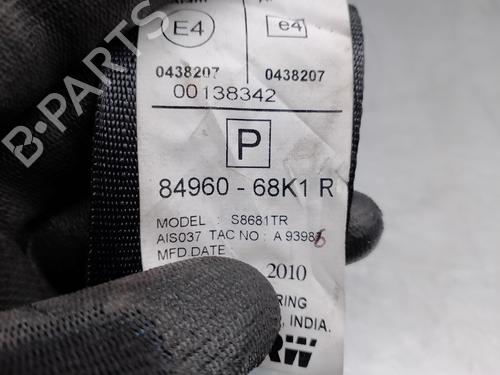 E4 e4
0438207 0438207
00138342
P
84960 - 68K1 R
MODEL : S8681TR
AIS037 TAC NO : A 93986
MFD.DATE
2010
RING
, INDIA.
RW
B-PARTS